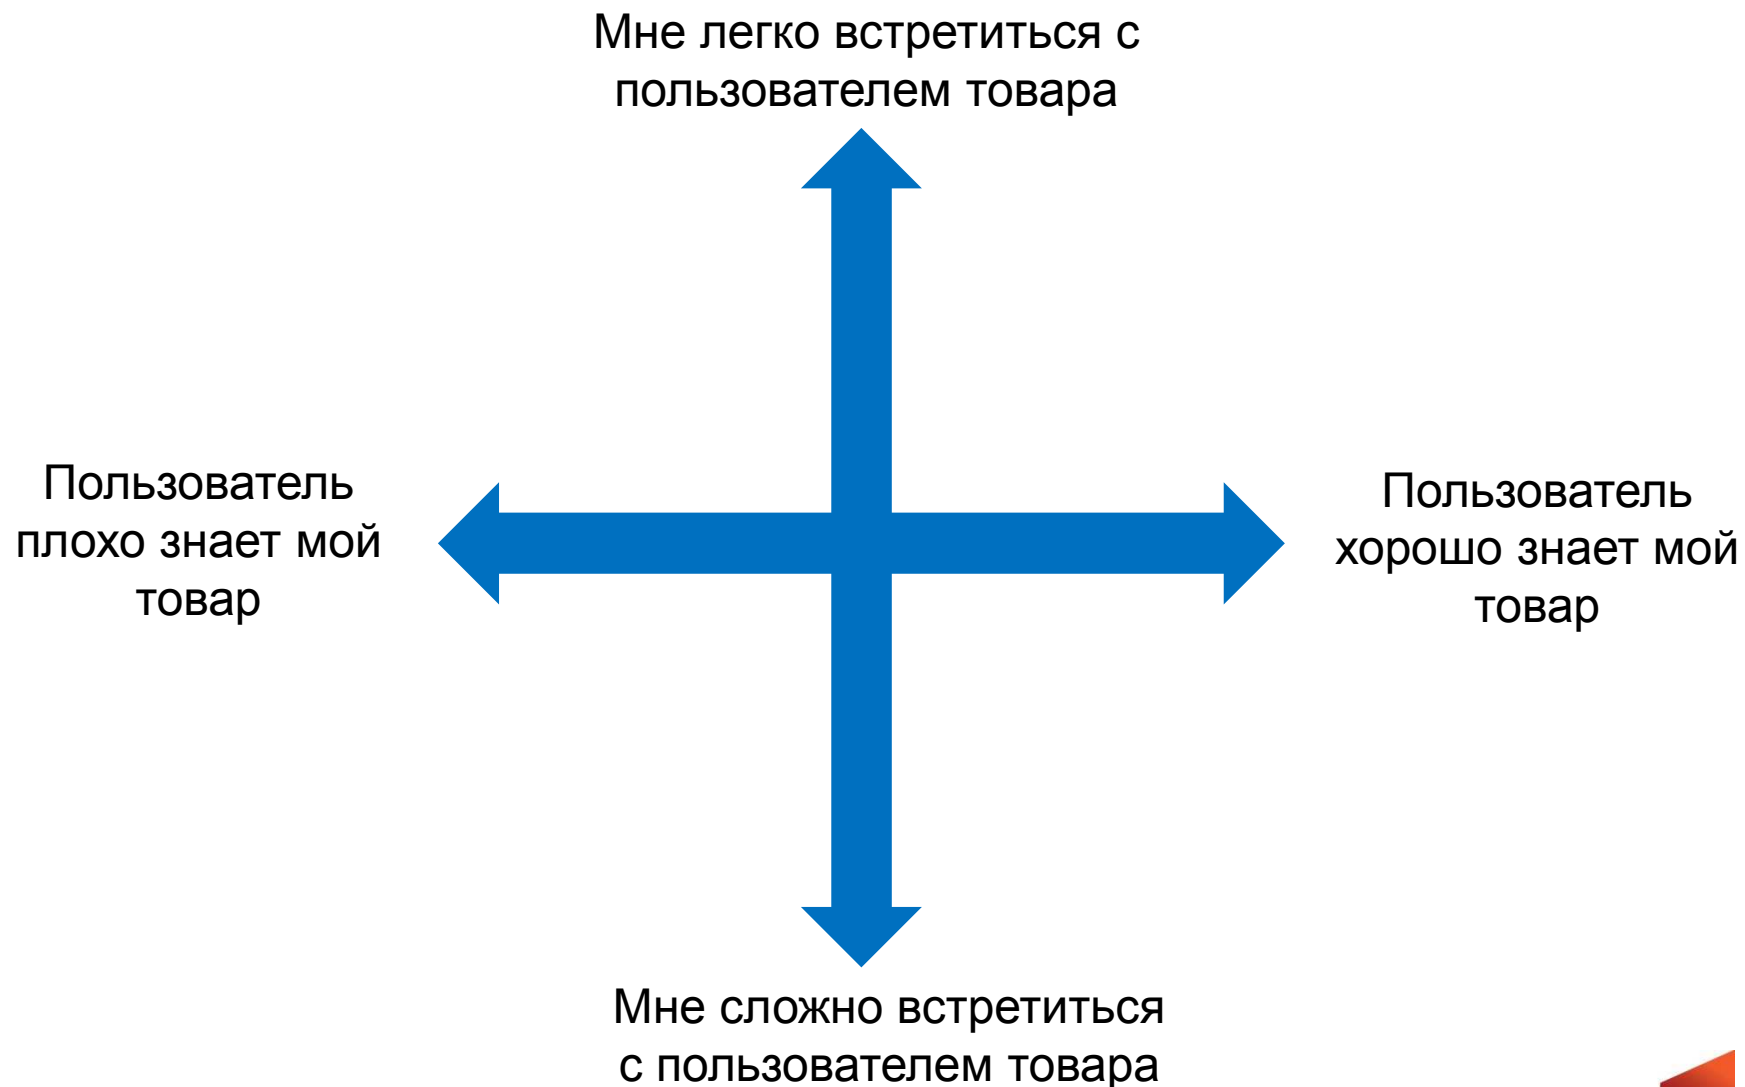 Мне легко встретиться с
пользователем товара
Пользователь
плохо знает мой
товар
Пользователь
хорошо знает мой
товар
Мне сложно встретиться
с пользователем товара